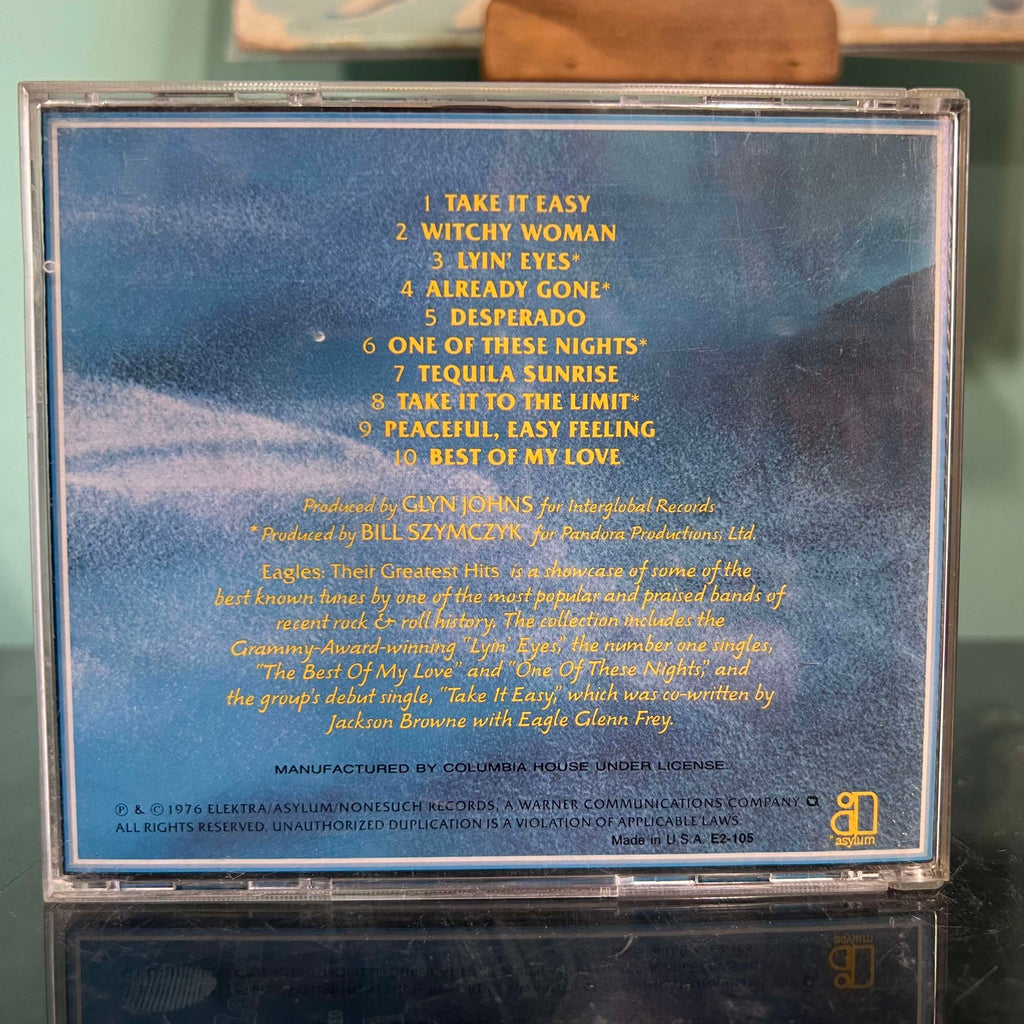 1 TAKE IT EASY
2 WITCHY WOMAN
3 LYIN' EYES*
4 ALREADY GONE*
5 DESPERADO
6 ONE OF THESE NIGHTS*
7 TEQUILA SUNRISE
8 TAKE IT TO THE LIMIT*
9 PEACEFUL, EASY FEELING
10 BEST OF MY LOVE
Produced by GLYN JOHNS for Interglobal Records
*Produced by BILL SZYMCZYK for Pandora Productions, Ltd.
Eagles: Their Greatest Hits is a showcase of some of the
best known tunes by one of the most popular and praised bands of
recent rock & roll history. The collection includes the
Grammy-Award-winning "Lyin' Eyes," the number one singles,
"The Best Of My Love" and "One Of These Nights," and
the group's debut single, "Take It Easy," which was co-written by
Jackson Browne with Eagle Glenn Frey.
MANUFACTURED BY COLUMBIA HOUSE UNDER LICENSE.
℗ & © 1976 ELEKTRA/ASYLUM/NONESUCH RECORDS, A WARNER COMMUNICATIONS COMPANY
ALL RIGHTS RESERVED. UNAUTHORIZED DUPLICATION IS A VIOLATION OF APPLICABLE LAWS.
Made in U.S.A. E2-105
asylum